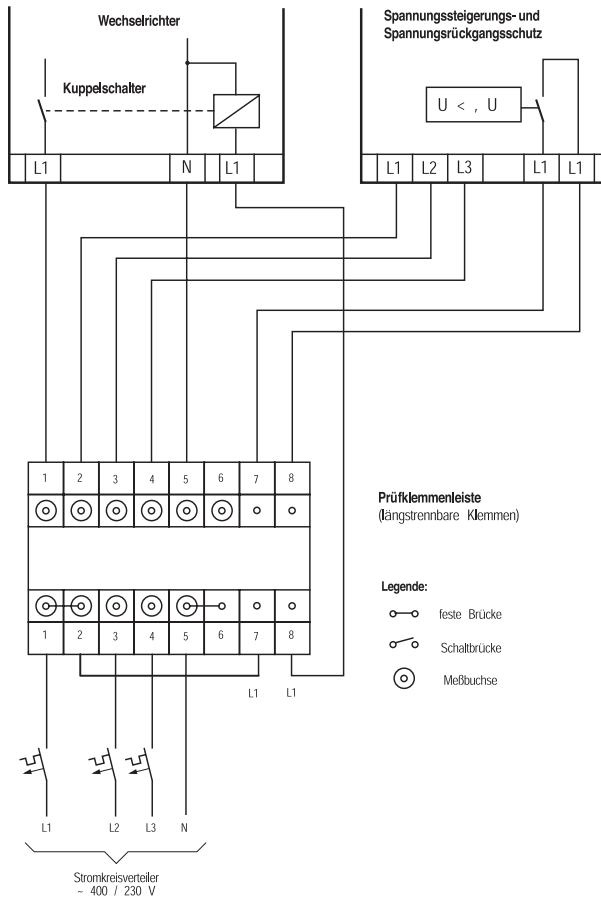 Wechselrichter
Kuppelschalter
L1 N L1
Spannungssteigerungs- und
Spannungsrückgangsschutz
U < , U
L1 L2 L3 L1 L1
1 2 3 4 5 6 7 8
1 2 3 4 5 6 7 8
L1 L1
L1 L2 L3 N
Stromkreisverteiler
~ 400 / 230 V
Prüfklemmenleiste
(längstrennbare Klemmen)
Legende:
feste Brücke
Schaltbrücke
Meßbuchse